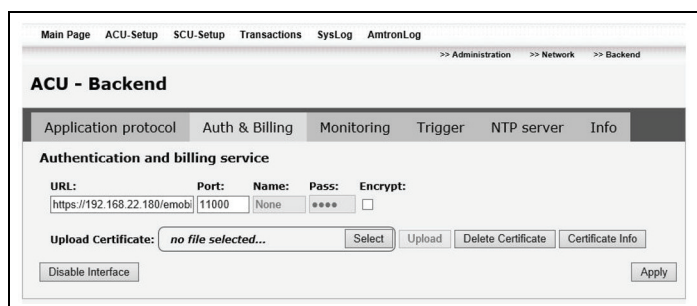 Main Page ACU-Setup SCU-Setup Transactions SysLog AmtronLog
>> Administration >> Network >> Backend
ACU - Backend
Application protocol Auth & Billing Monitoring Trigger NTP server Info
Authentication and billing service
URL: Port: Name: Pass: Encrypt:
https://192.168.22.180/emobi 11000 None ●●●●
Upload Certificate: no file selected... Select Upload Delete Certificate Certificate Info
Disable Interface Apply